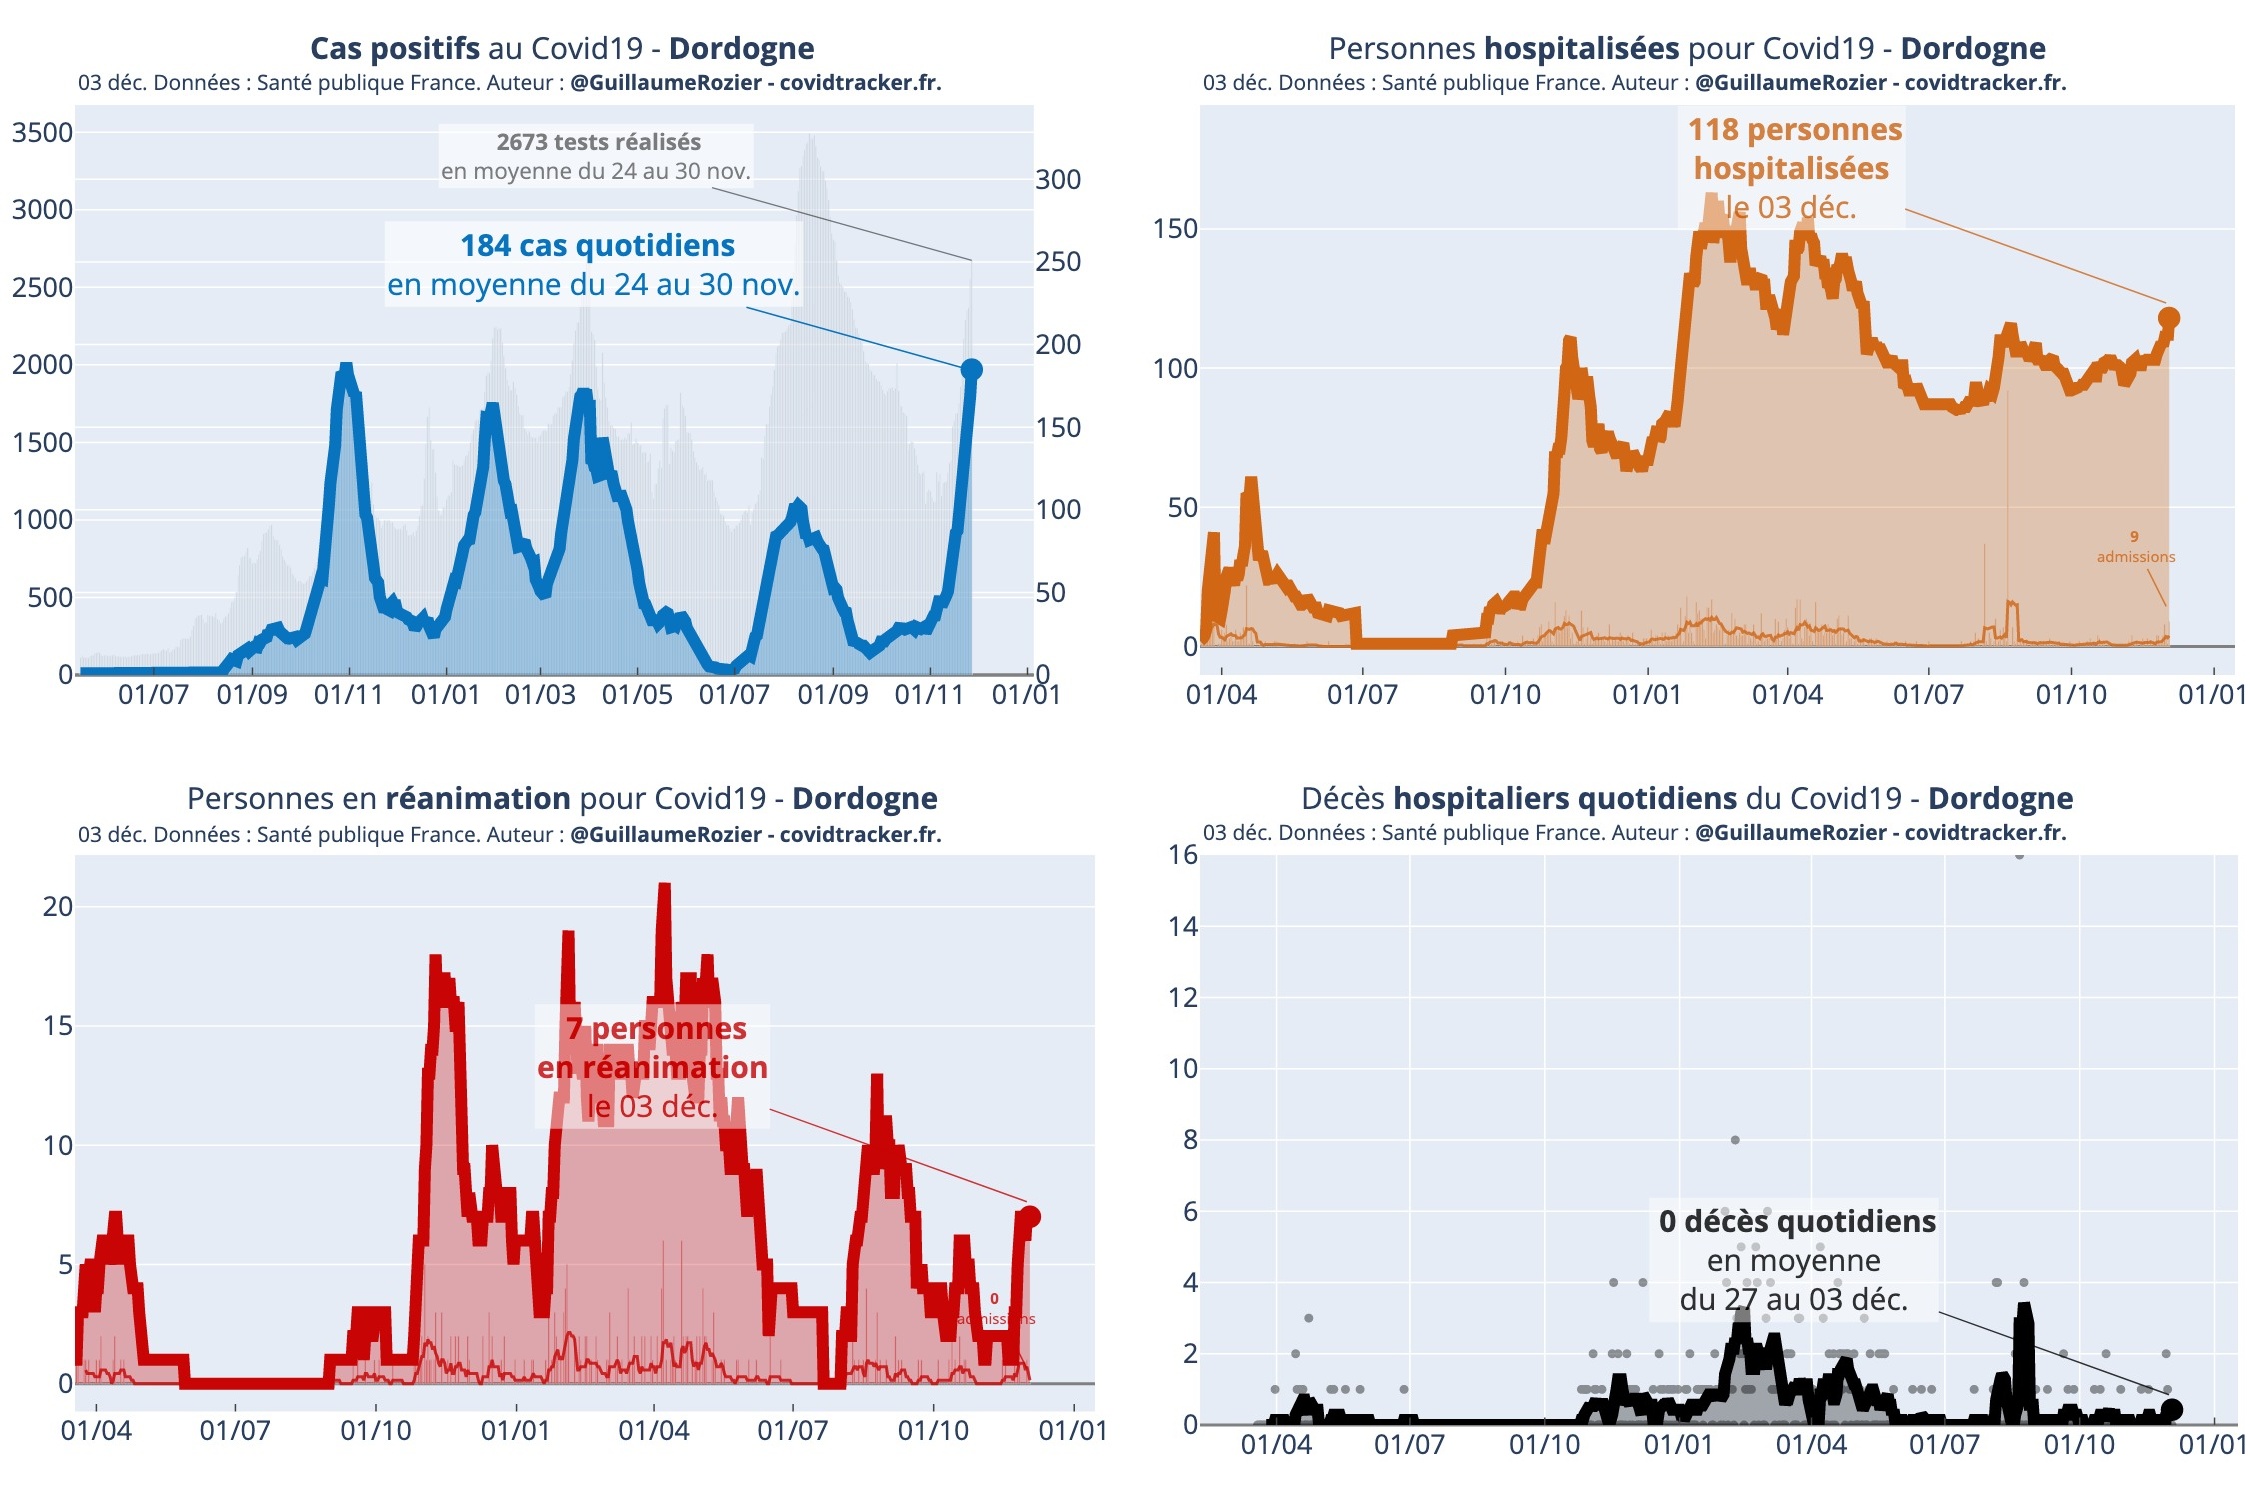 Cas positifs au Covid19 - Dordogne
03 déc. Données : Santé publique France. Auteur : @GuillaumeRozier - covidtracker.fr.
3500
3000
2500
2000
1500
1000
500
0
300
250
200
150
100
50
0
2673 tests réalisés
en moyenne du 24 au 30 nov.
184 cas quotidiens
en moyenne du 24 au 30 nov.
01/07 01/09 01/11 01/01 01/03 01/05 01/07 01/09 01/11 01/01
Personnes hospitalisées pour Covid19 - Dordogne
03 déc. Données : Santé publique France. Auteur : @GuillaumeRozier - covidtracker.fr.
118 personnes
hospitalisées
le 03 déc.
150
100
50
0
9
admissions
01/04 01/07 01/10 01/01 01/04 01/07 01/10 01/01
Personnes en réanimation pour Covid19 - Dordogne
03 déc. Données : Santé publique France. Auteur : @GuillaumeRozier - covidtracker.fr.
20
15
10
5
0
7 personnes
en réanimation
le 03 déc.
0
admissions
01/04 01/07 01/10 01/01 01/04 01/07 01/10 01/01
Décès hospitaliers quotidiens du Covid19 - Dordogne
03 déc. Données : Santé publique France. Auteur : @GuillaumeRozier - covidtracker.fr.
16
14
12
10
8
6
4
2
0
0 décès quotidiens
en moyenne
du 27 au 03 déc.
01/04 01/07 01/10 01/01 01/04 01/07 01/10 01/01